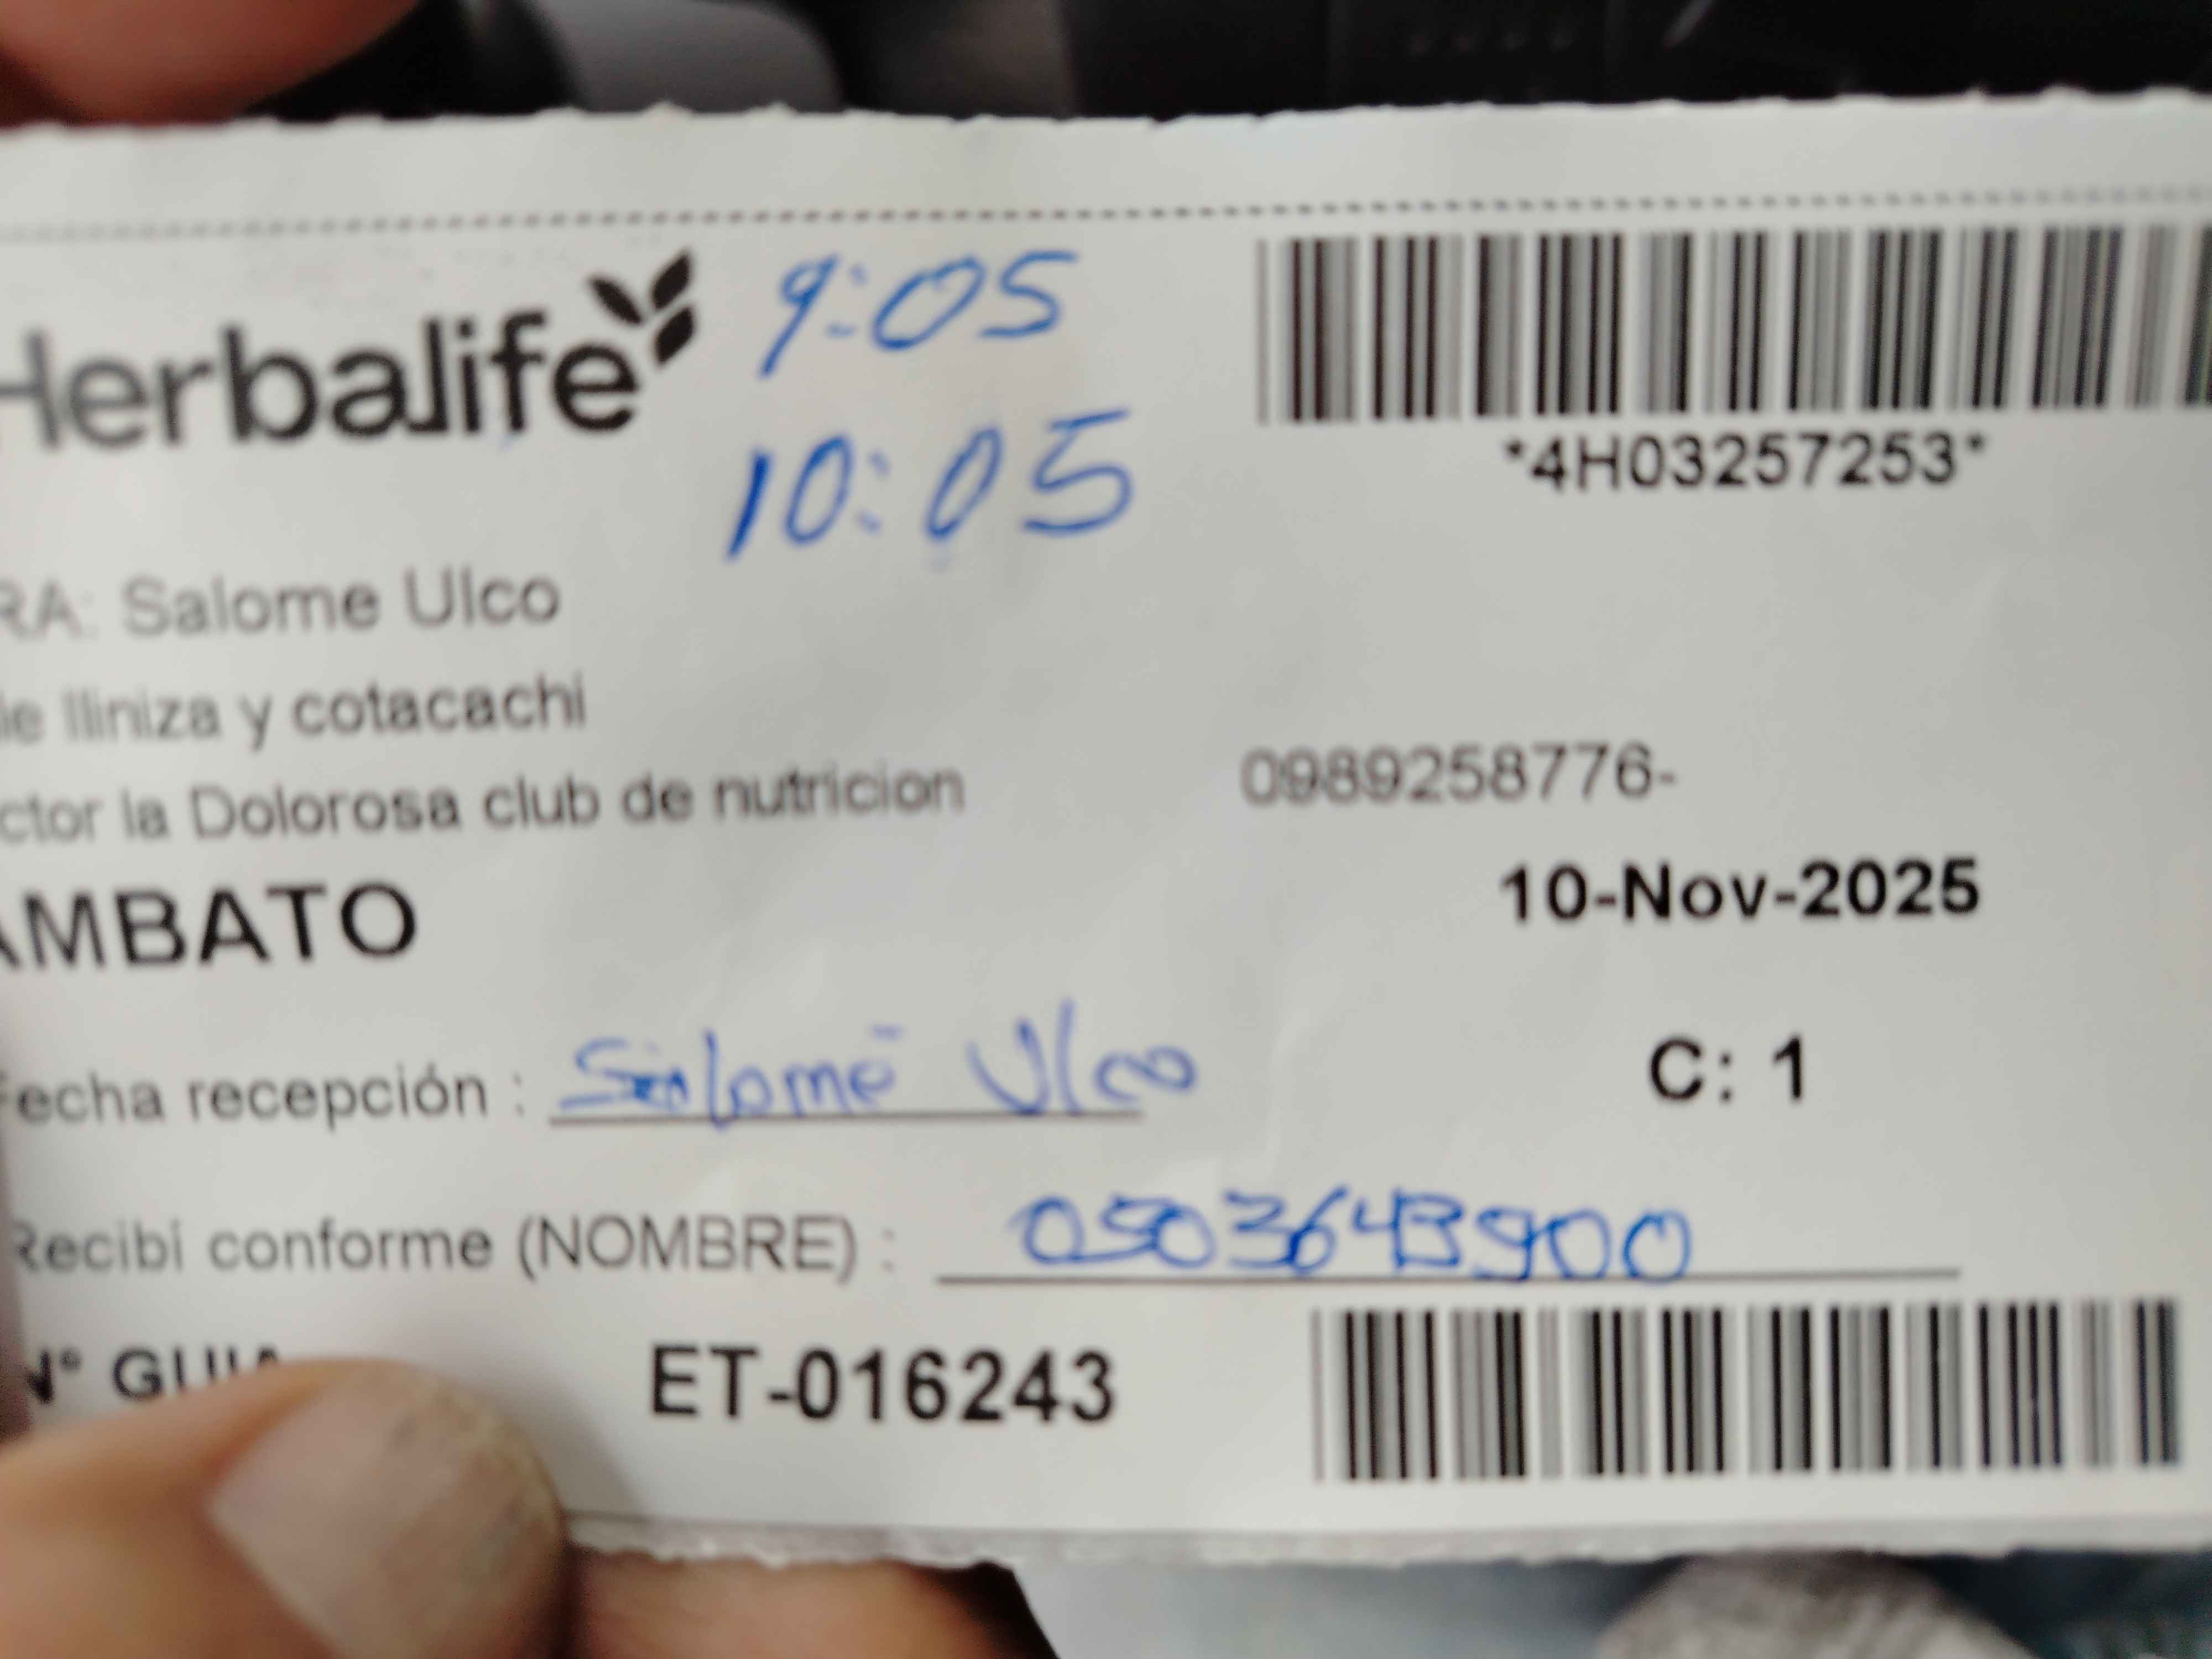 Herbalife 9:05
10:05
*4H03257253*
RA: Salome Ulco
le Iliniza y cotacachi
ctor la Dolorosa club de nutricion 0989258776-
AMBATO 10-Nov-2025
Fecha recepción : Salomé Ulco C: 1
Recibí conforme (NOMBRE) : 0503643900
N° GUIA ET-016243